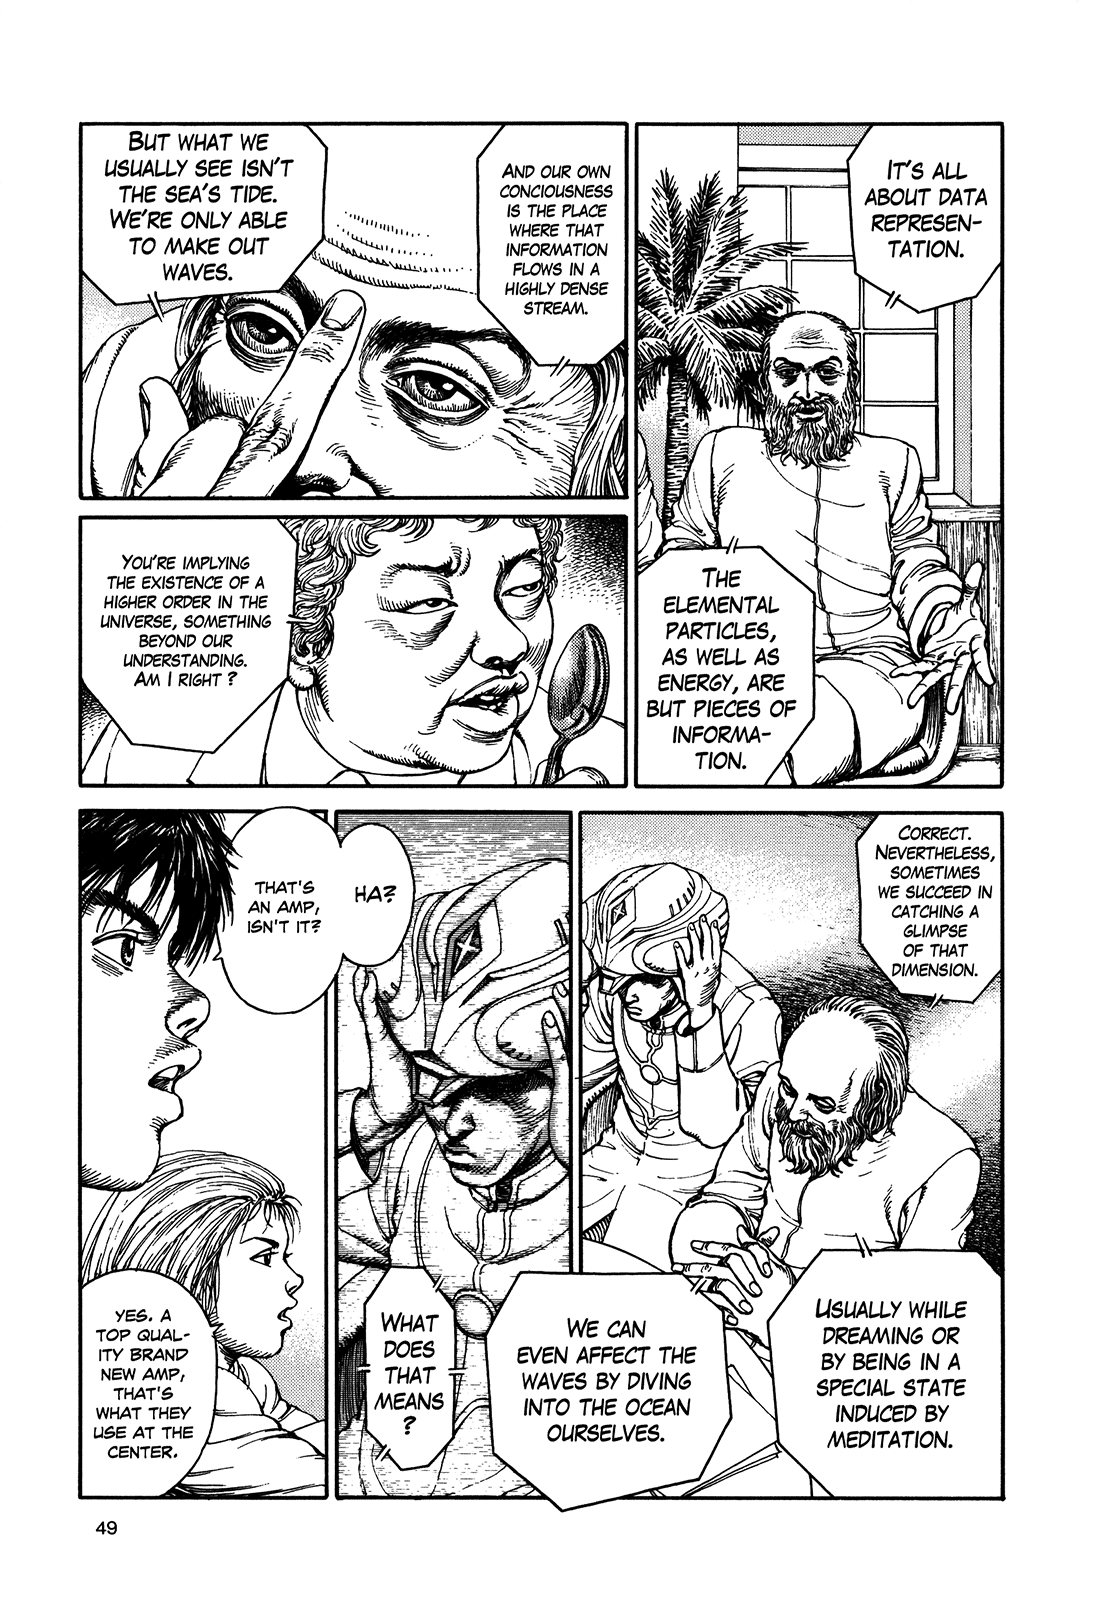 IT'S ALL
ABOUT DATA
REPRESEN-
TATION.
THE
ELEMENTAL
PARTICLES,
AS WELL AS
ENERGY, ARE
BUT PIECES OF
INFORMA-
TION.
AND OUR OWN
CONCIOUSNESS
IS THE PLACE
WHERE THAT
INFORMATION
FLOWS IN A
HIGHLY DENSE
STREAM.
BUT WHAT WE
USUALLY SEE ISN'T
THE SEA'S TIDE.
WE'RE ONLY ABLE
TO MAKE OUT
WAVES.
YOU'RE IMPLYING
THE EXISTENCE OF A
HIGHER ORDER IN THE
UNIVERSE, SOMETHING
BEYOND OUR
UNDERSTANDING.
AM I RIGHT ?
CORRECT.
NEVERTHELESS,
SOMETIMES
WE SUCCEED IN
CATCHING A
GLIMPSE
OF THAT
DIMENSION.
USUALLY WHILE
DREAMING OR
BY BEING IN A
SPECIAL STATE
INDUCED BY
MEDITATION.
WE CAN
EVEN AFFECT THE
WAVES BY DIVING
INTO THE OCEAN
OURSELVES.
HA?
WHAT
DOES
THAT
MEANS
?
THAT'S
AN AMP,
ISN'T IT?
YES. A
TOP QUAL-
ITY BRAND
NEW AMP,
THAT'S
WHAT THEY
USE AT THE
CENTER.
49